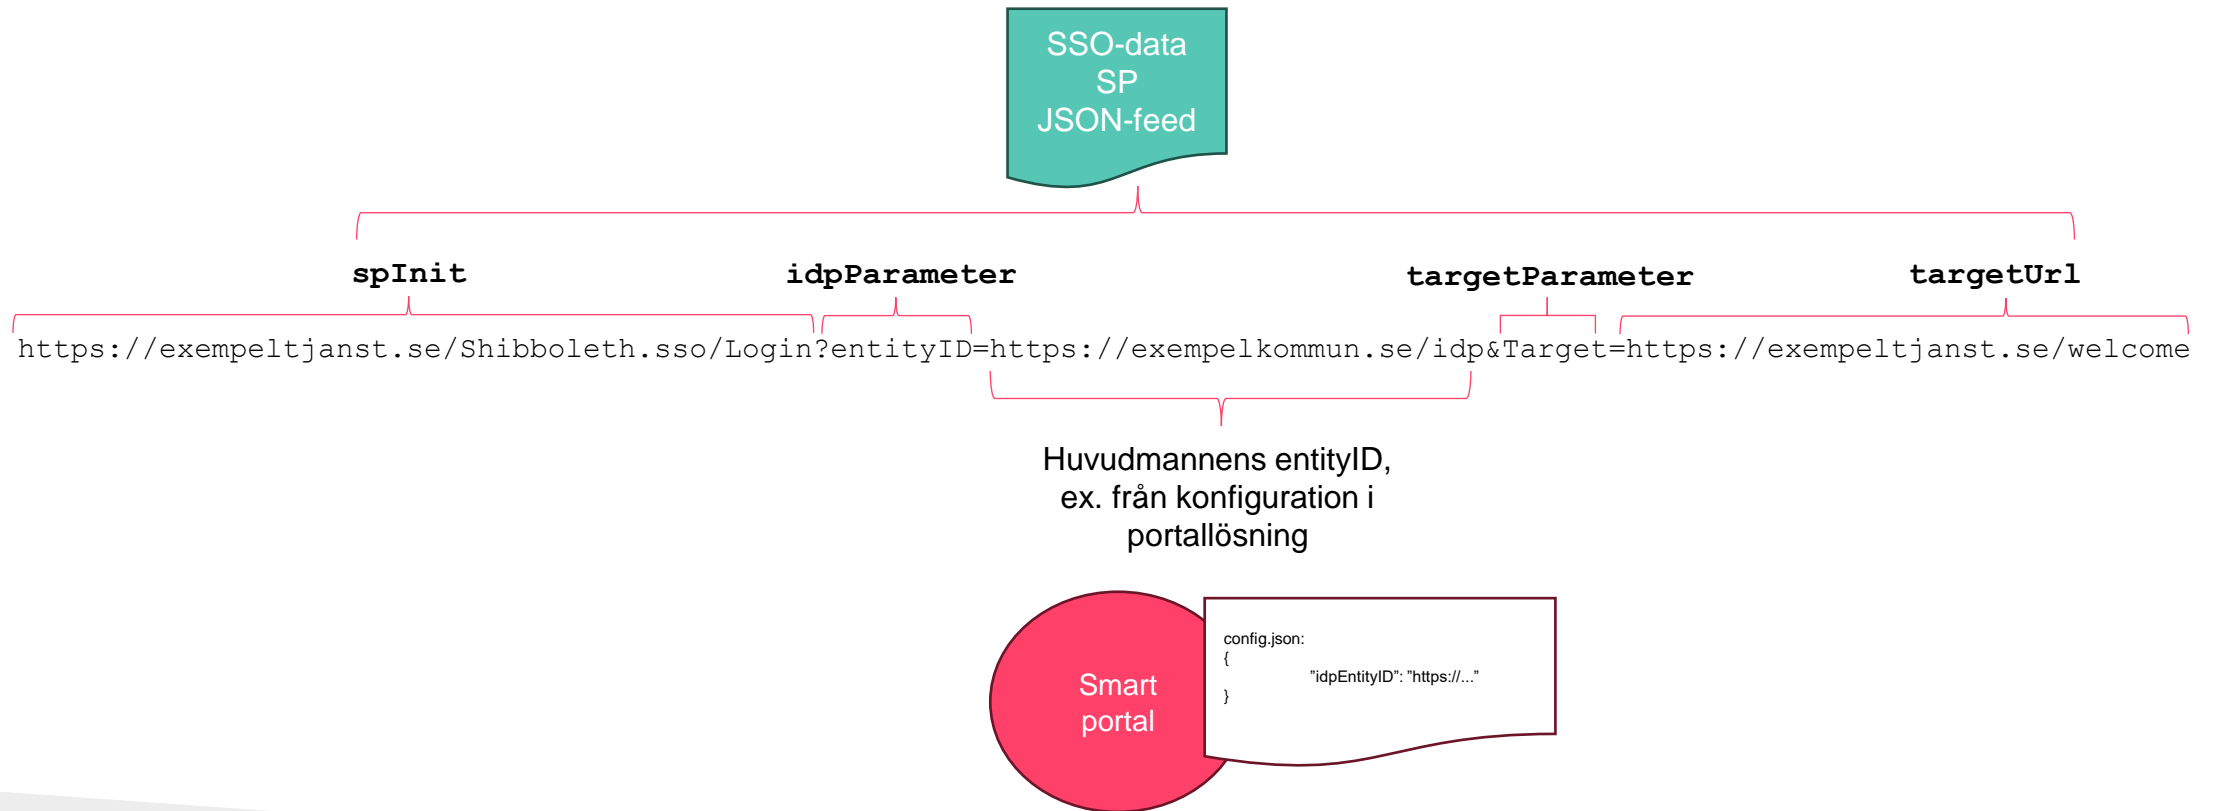 SSO-data
SP
JSON-feed
spInit idpParameter targetParameter targetUrl
https://exempeltjanst.se/Shibboleth.sso/Login?entityID=https://exempelkommun.se/idp&Target=https://exempeltjanst.se/welcome
Huvudmannens entityID,
ex. från konfiguration i
portallösning
Smart
portal
config.json:
{
”idpEntityID”: ”https://...”
}